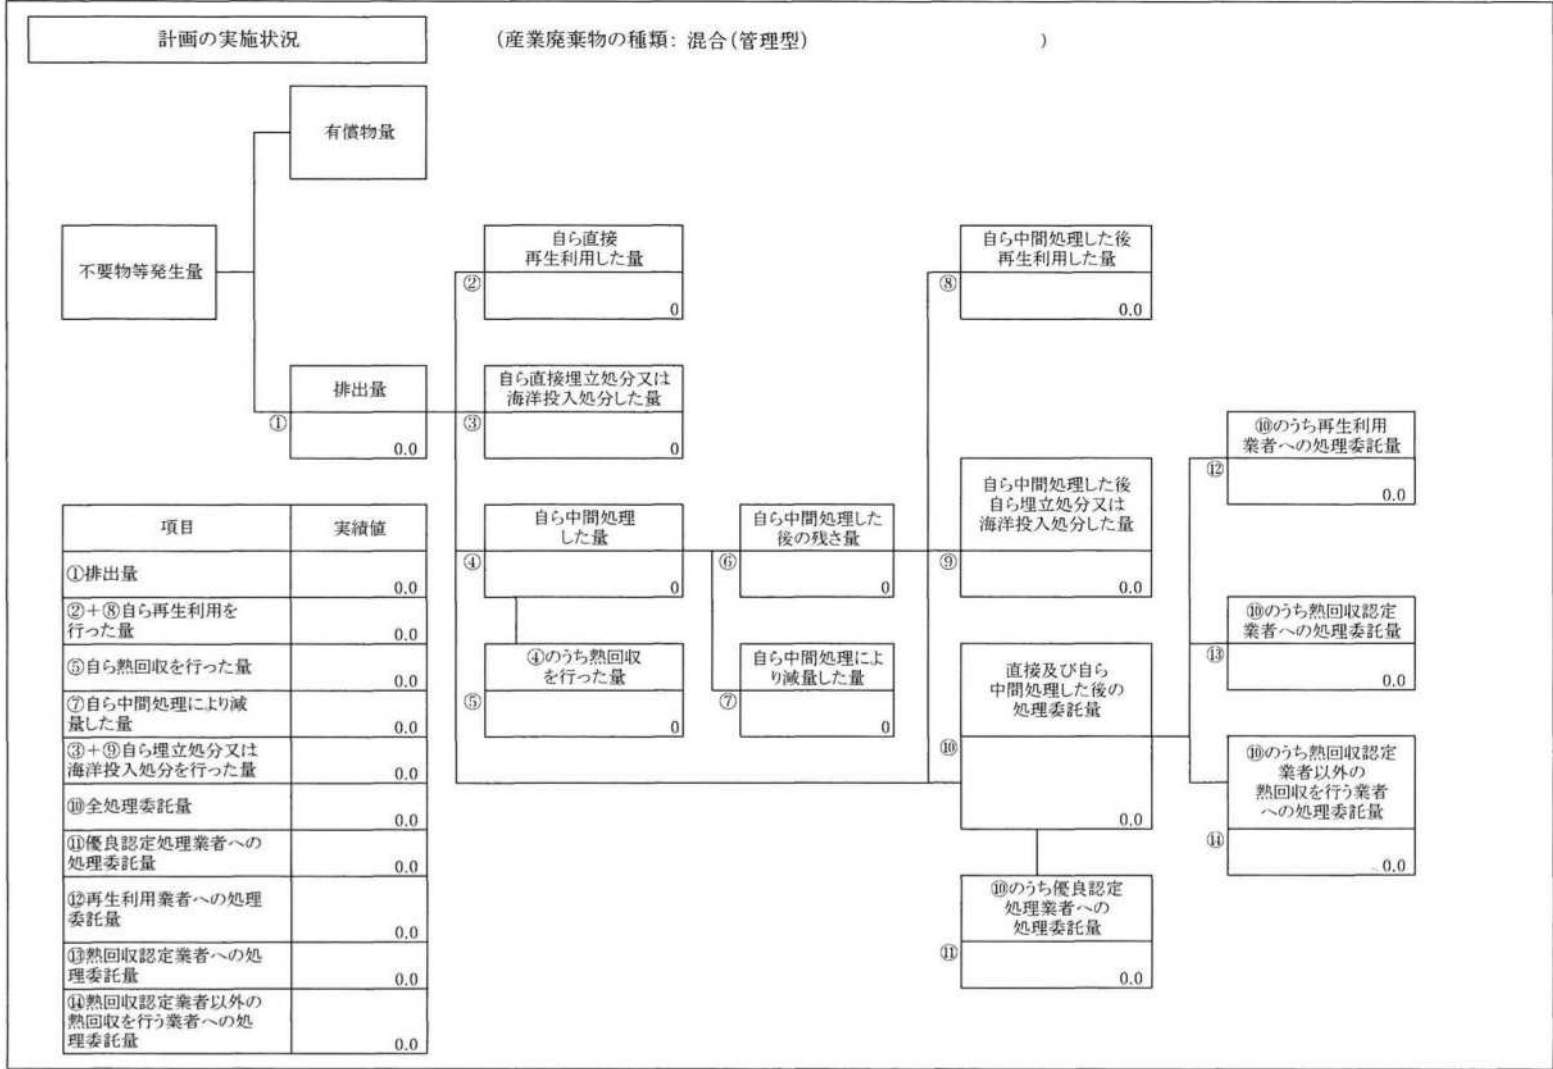 計画の実施状況
(産業廃棄物の種類: 混合(管理型) )
有償物量
不要物等発生量
排出量
①
0.0
自ら直接
再生利用した量
②
0
自ら直接埋立処分又は
海洋投入処分した量
③
0
自ら中間処理
した量
④
0
④のうち熱回収
を行った量
⑤
0
自ら中間処理した
後の残さ量
⑥
0
自ら中間処理によ
り減量した量
⑦
0
自ら中間処理した後
再生利用した量
⑧
0.0
自ら中間処理した後
自ら埋立処分又は
海洋投入処分した量
⑨
0.0
直接及び自ら
中間処理した後の
処理委託量
⑩
0.0
⑩のうち優良認定
処理業者への
処理委託量
⑪
0.0
⑩のうち再生利用
業者への処理委託量
⑫
0.0
⑩のうち熱回収認定
業者への処理委託量
⑬
0.0
⑩のうち熱回収認定
業者以外の
熱回収を行う業者
への処理委託量
⑭
0.0
項目 実績値
①排出量
0.0
②+⑧自ら再生利用を
行った量 0.0
⑤自ら熱回収を行った量
0.0
⑦自ら中間処理により減
量した量 0.0
③+⑨自ら埋立処分又は
海洋投入処分を行った量 0.0
⑩全処理委託量
0.0
⑪優良認定処理業者への
処理委託量 0.0
⑫再生利用業者への処理
委託量
0.0
⑬熱回収認定業者への処
理委託量 0.0
⑭熱回収認定業者以外の
熱回収を行う業者への処
理委託量 0.0